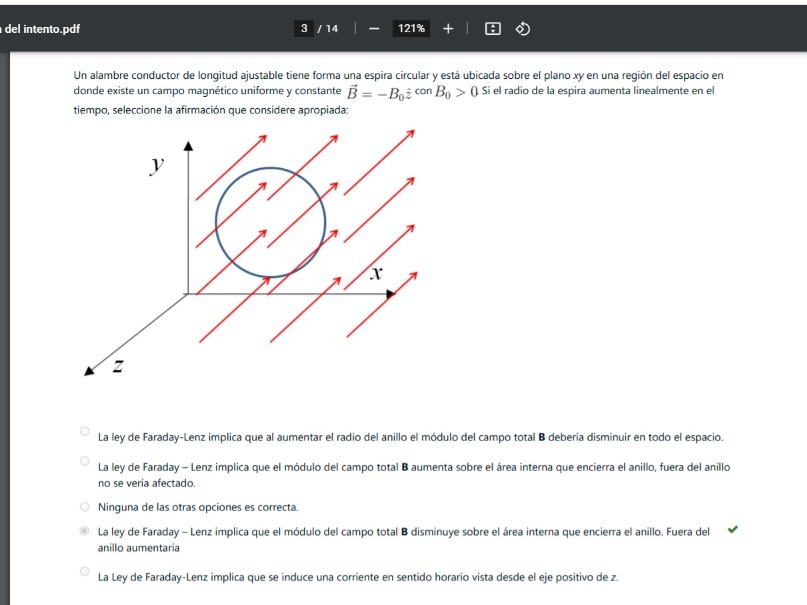 del intento.pdf
3 / 14 | − 121% + |
Un alambre conductor de longitud ajustable tiene forma una espira circular y está ubicada sobre el plano xy en una región del espacio en
donde existe un campo magnético uniforme y constante B⃗ = −B₀ẑ con B₀ > 0 Si el radio de la espira aumenta linealmente en el
tiempo, seleccione la afirmación que considere apropiada:
y
x
z
La ley de Faraday-Lenz implica que al aumentar el radio del anillo el módulo del campo total B debería disminuir en todo el espacio.
La ley de Faraday – Lenz implica que el módulo del campo total B aumenta sobre el área interna que encierra el anillo, fuera del anillo
no se vería afectado.
Ninguna de las otras opciones es correcta.
La ley de Faraday – Lenz implica que el módulo del campo total B disminuye sobre el área interna que encierra el anillo. Fuera del
anillo aumentaría
La Ley de Faraday-Lenz implica que se induce una corriente en sentido horario vista desde el eje positivo de z.